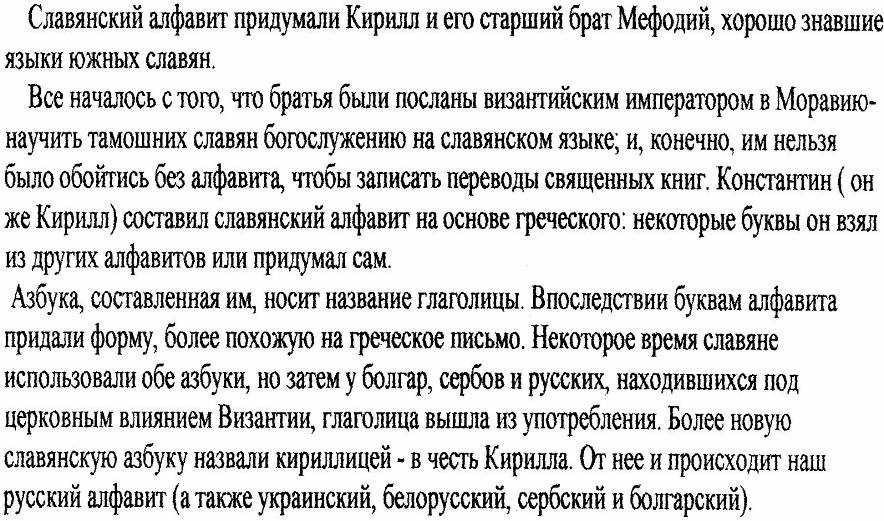 Славянский алфавит придумали Кирилл и его старший брат Мефодий, хорошо знавшие
языки южных славян.
Все началось с того, что братья были посланы византийским императором в Моравию-
научить тамошних славян богослужению на славянском языке; и, конечно, им нельзя
было обойтись без алфавита, чтобы записать переводы священных книг. Константин ( он
же Кирилл) составил славянский алфавит на основе греческого: некоторые буквы он взял
из других алфавитов или придумал сам.
Азбука, составленная им, носит название глаголицы. Впоследствии буквам алфавита
придали форму, более похожую на греческое письмо. Некоторое время славяне
использовали обе азбуки, но затем у болгар, сербов и русских, находившихся под
церковным влиянием Византии, глаголица вышла из употребления. Более новую
славянскую азбуку назвали кириллицей - в честь Кирилла. От нее и происходит наш
русский алфавит (а также украинский, белорусский, сербский и болгарский).